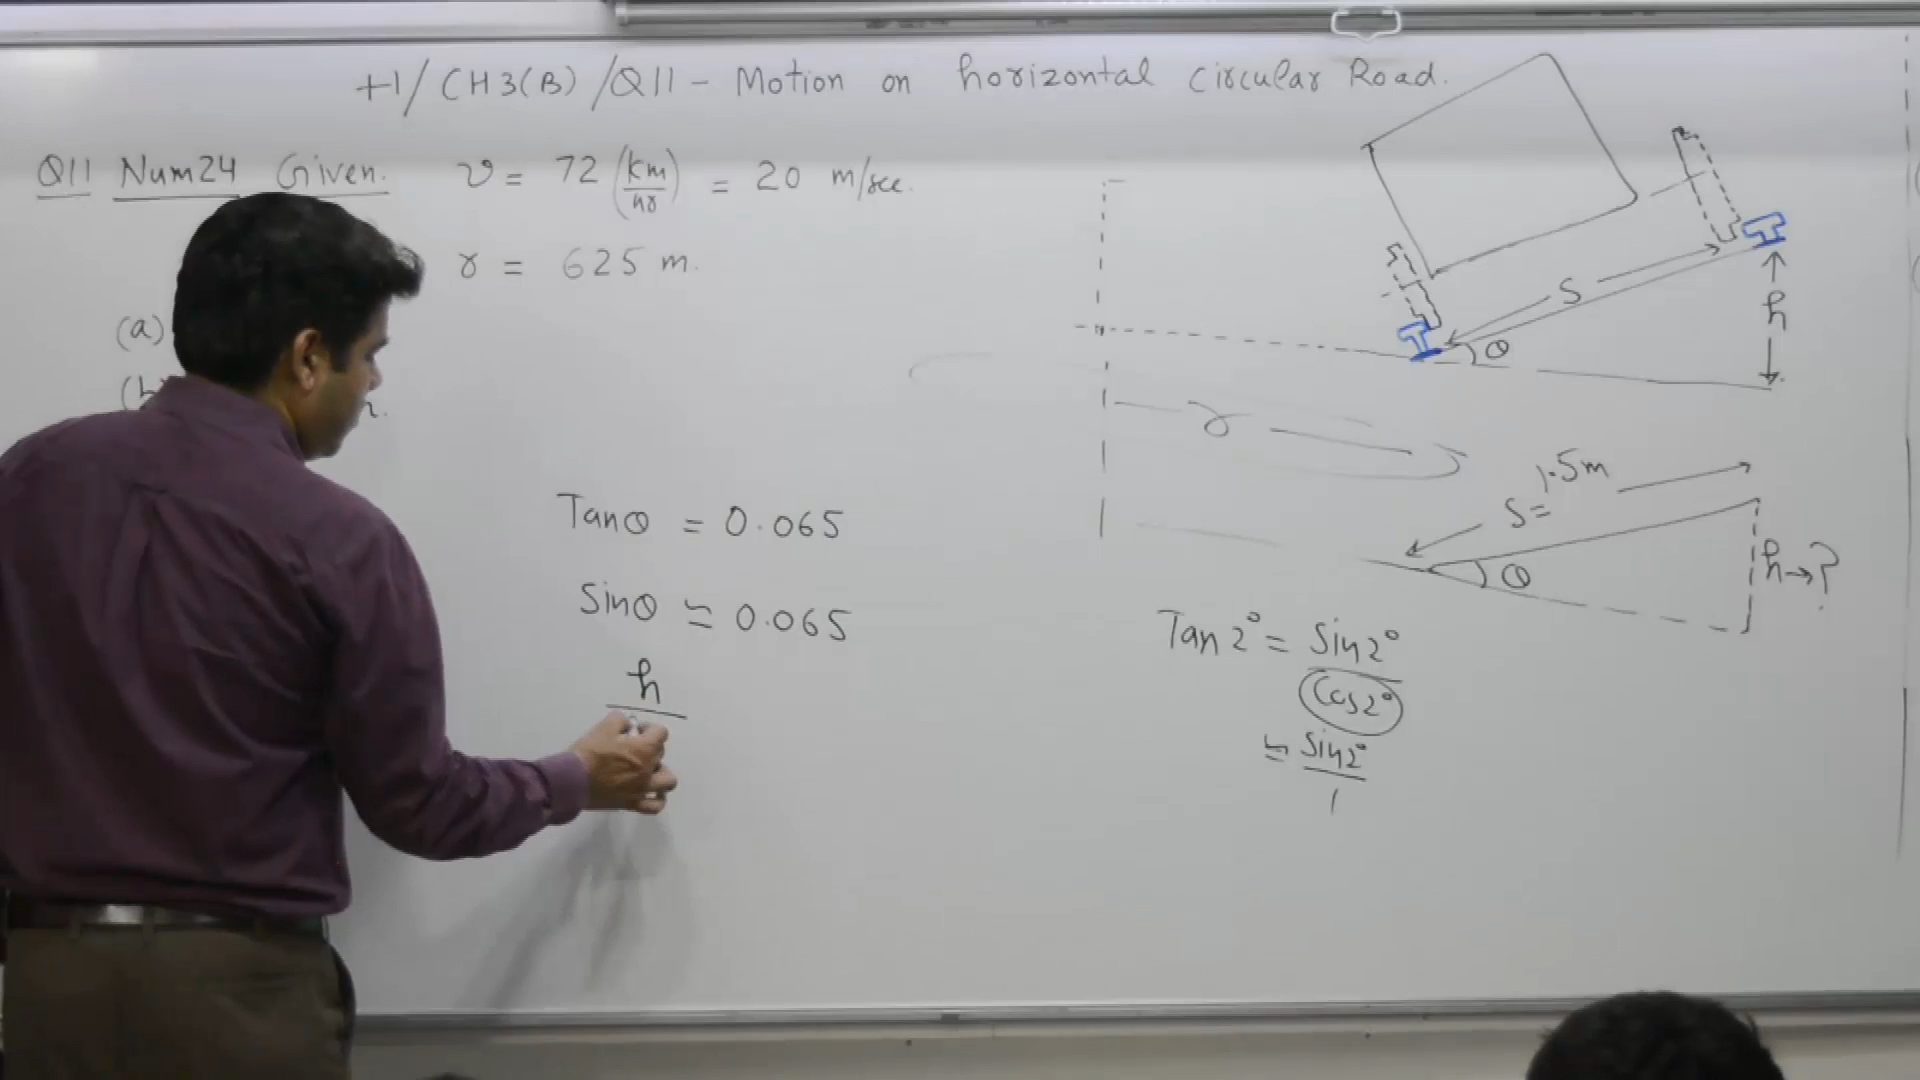 +1/CH3(B)/Q11 - Motion on horizontal Circular Road.
Q11 Num24 Given. v = 72 (km/hr) = 20 m/sec.
r = 625 m.
(a)
Tanθ = 0.065
Sinθ ≃ 0.065
h
S
h
θ
r
S = 1.5m
θ
h→?
Tan 2° = Sin2°
Cos2°
≃ Sin2°
1